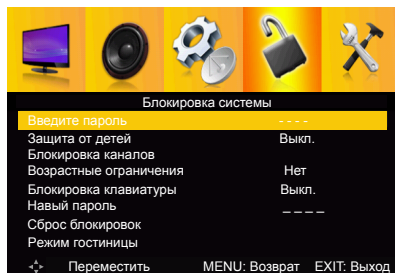 Блокировка системы
Введите пароль - - - -
Защита от детей Выкл.
Блокировка каналов
Возрастные ограничения Нет
Блокировка клавиатуры Выкл.
Навый пароль _ _ _ _
Сброс блокировок
Режим гостиницы
Переместить MENU: Возврат EXIT: Выход